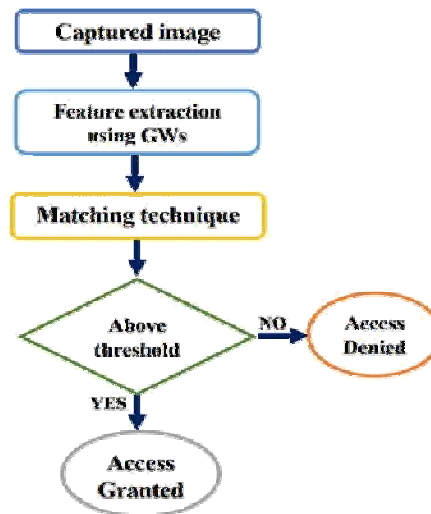 Captured image
Feature extraction
using GWs
Matching technique
Above
threshold
NO
Access
Denied
YES
Access
Granted